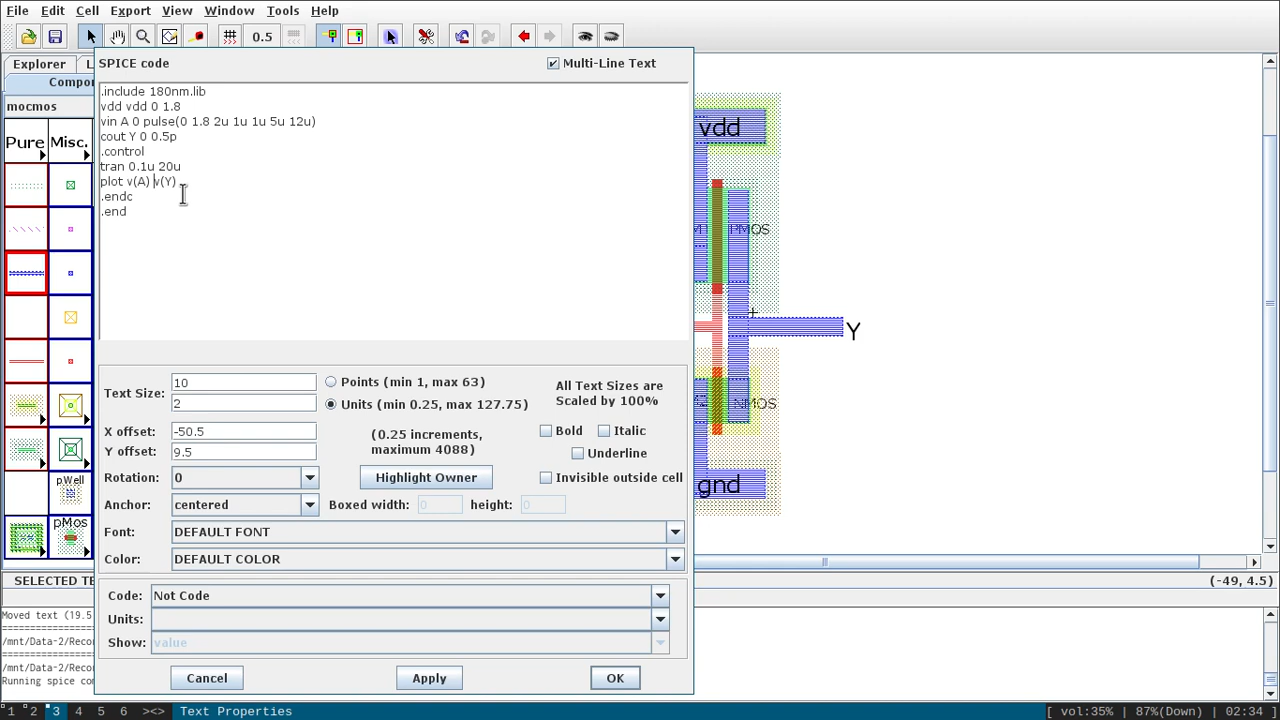 File Edit Cell Export View Window Tools Help
0.5
Explorer
Compo
mocmos
Pure Misc.
pWell
pMos
SPICE code
Multi-Line Text
.include 180nm.lib
vdd vdd 0 1.8
vin A 0 pulse(0 1.8 2u 1u 1u 5u 12u)
cout Y 0 0.5p
.control
tran 0.1u 20u
plot v(A) v(Y)
.endc
.end
Text Size: 10 Points (min 1, max 63)
2 Units (min 0.25, max 127.75)
All Text Sizes are
Scaled by 100%
X offset: -50.5
Y offset: 9.5
(0.25 increments,
maximum 4088)
Bold Italic
Underline
Rotation: 0 Highlight Owner Invisible outside cell
Anchor: centered Boxed width: 0 height: 0
Font: DEFAULT FONT
Color: DEFAULT COLOR
Code: Not Code
Units:
Show: value
Cancel Apply OK
vdd
PMOS
Y
NMOS
gnd
SELECTED TE
(-49, 4.5)
Moved text (19.5
/mnt/Data-2/Reco
/mnt/Data-2/Reco
Running spice com
1 2 3 4 5 6 ><> Text Properties [ vol:35% | 87%(Down) | 02:34 ]